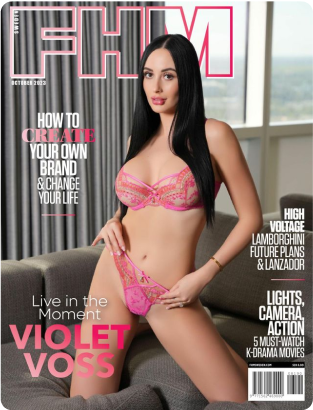 SWEDEN
FHM
OCTOBER 2023
HOW TO
CREATE
YOUR OWN
BRAND
& CHANGE
YOUR LIFE
HIGH
VOLTAGE
LAMBORGHINI
FUTURE PLANS
& LANZADOR
Live in the
Moment
VIOLET
VOSS
LIGHTS,
CAMERA,
ACTION
5 MUST-WATCH
K-DRAMA MOVIES